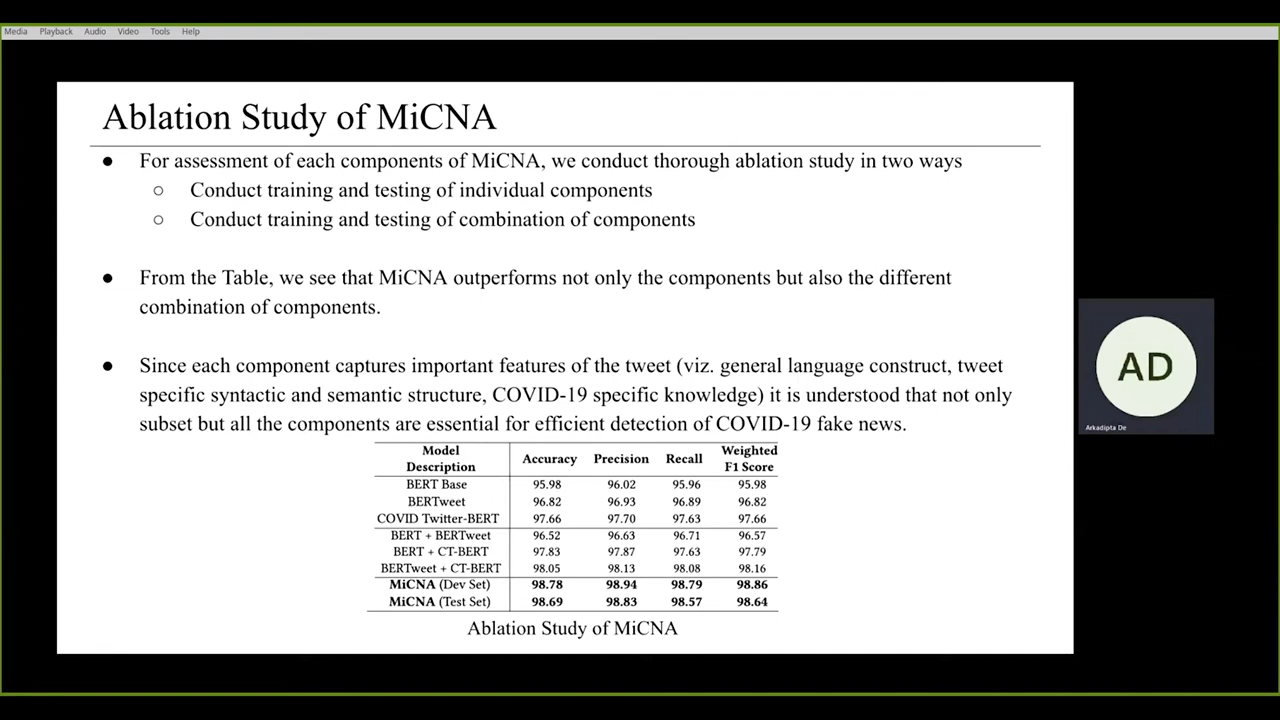 Media Playback Audio Video Tools Help
Ablation Study of MiCNA
● For assessment of each components of MiCNA, we conduct thorough ablation study in two ways
○ Conduct training and testing of individual components
○ Conduct training and testing of combination of components
● From the Table, we see that MiCNA outperforms not only the components but also the different
combination of components.
● Since each component captures important features of the tweet (viz. general language construct, tweet
specific syntactic and semantic structure, COVID-19 specific knowledge) it is understood that not only
subset but all the components are essential for efficient detection of COVID-19 fake news.
Model Description Accuracy Precision Recall Weighted F1 Score
BERT Base 95.98 96.02 95.96 95.98
BERTweet 96.82 96.93 96.89 96.82
COVID Twitter-BERT 97.66 97.70 97.63 97.66
BERT + BERTweet 96.52 96.63 96.71 96.57
BERT + CT-BERT 97.83 97.87 97.63 97.79
BERTweet + CT-BERT 98.05 98.13 98.08 98.16
MiCNA (Dev Set) 98.78 98.94 98.79 98.86
MiCNA (Test Set) 98.69 98.83 98.57 98.64
Ablation Study of MiCNA
AD
Arkadipta De